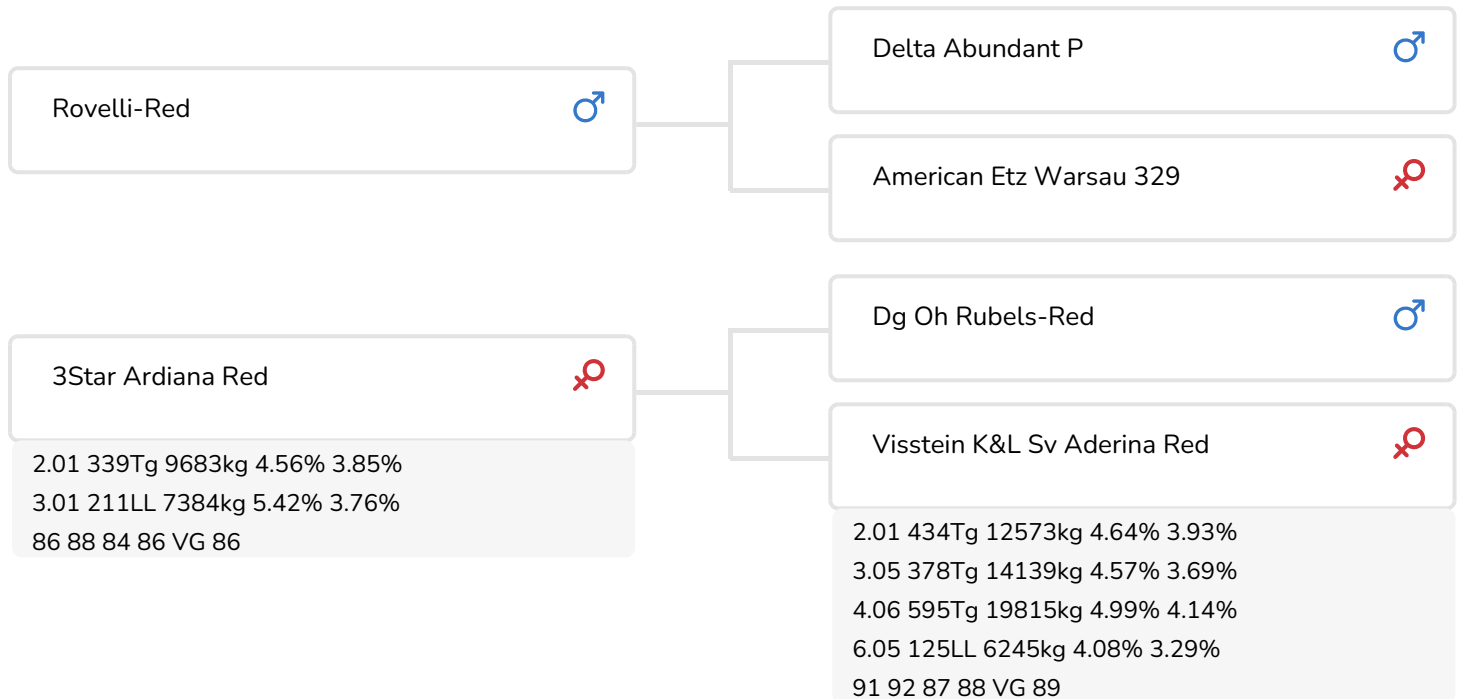 Rovelli-Red
Delta Abundant P
American Etz Warsau 329
3Star Ardiana Red
2.01 339Tg 9683kg 4.56% 3.85%
3.01 211LL 7384kg 5.42% 3.76%
86 88 84 86 VG 86
Dg Oh Rubels-Red
Visstein K&L Sv Aderina Red
2.01 434Tg 12573kg 4.64% 3.93%
3.05 378Tg 14139kg 4.57% 3.69%
4.06 595Tg 19815kg 4.99% 4.14%
6.05 125LL 6245kg 4.08% 3.29%
91 92 87 88 VG 89